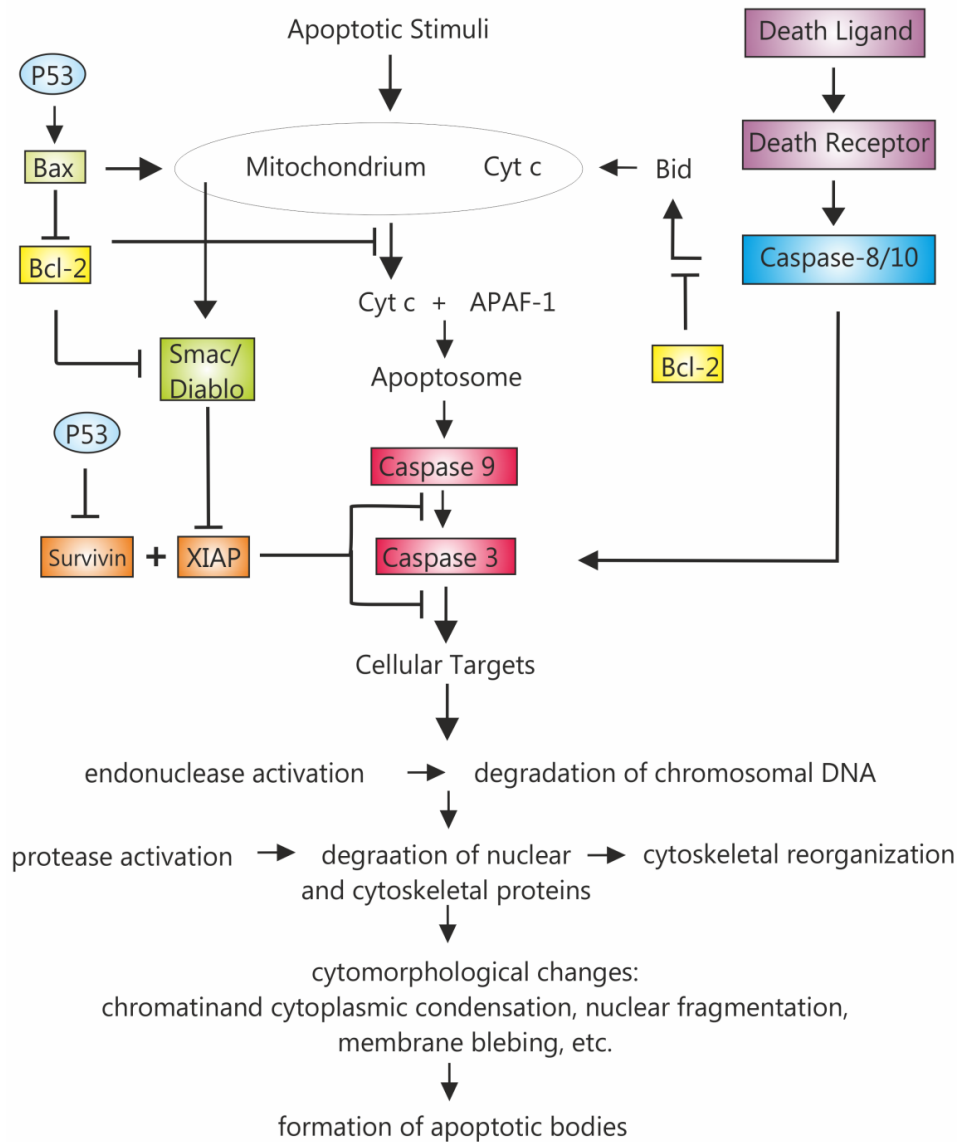 Apoptotic Stimuli
Death Ligand
P53
Death Receptor
Bax
Mitochondrium
Cyt c
Bid
Bcl-2
Caspase-8/10
Cyt c + APAF-1
Smac/
Diablo
Apoptosome
Bcl-2
P53
Caspase 9
Survivin + XIAP
Caspase 3
Cellular Targets
endonuclease activation
degradation of chromosomal DNA
protease activation
degraation of nuclear
and cytoskeletal proteins
cytoskeletal reorganization
cytomorphological changes:
chromatinand cytoplasmic condensation, nuclear fragmentation,
membrane blebing, etc.
formation of apoptotic bodies